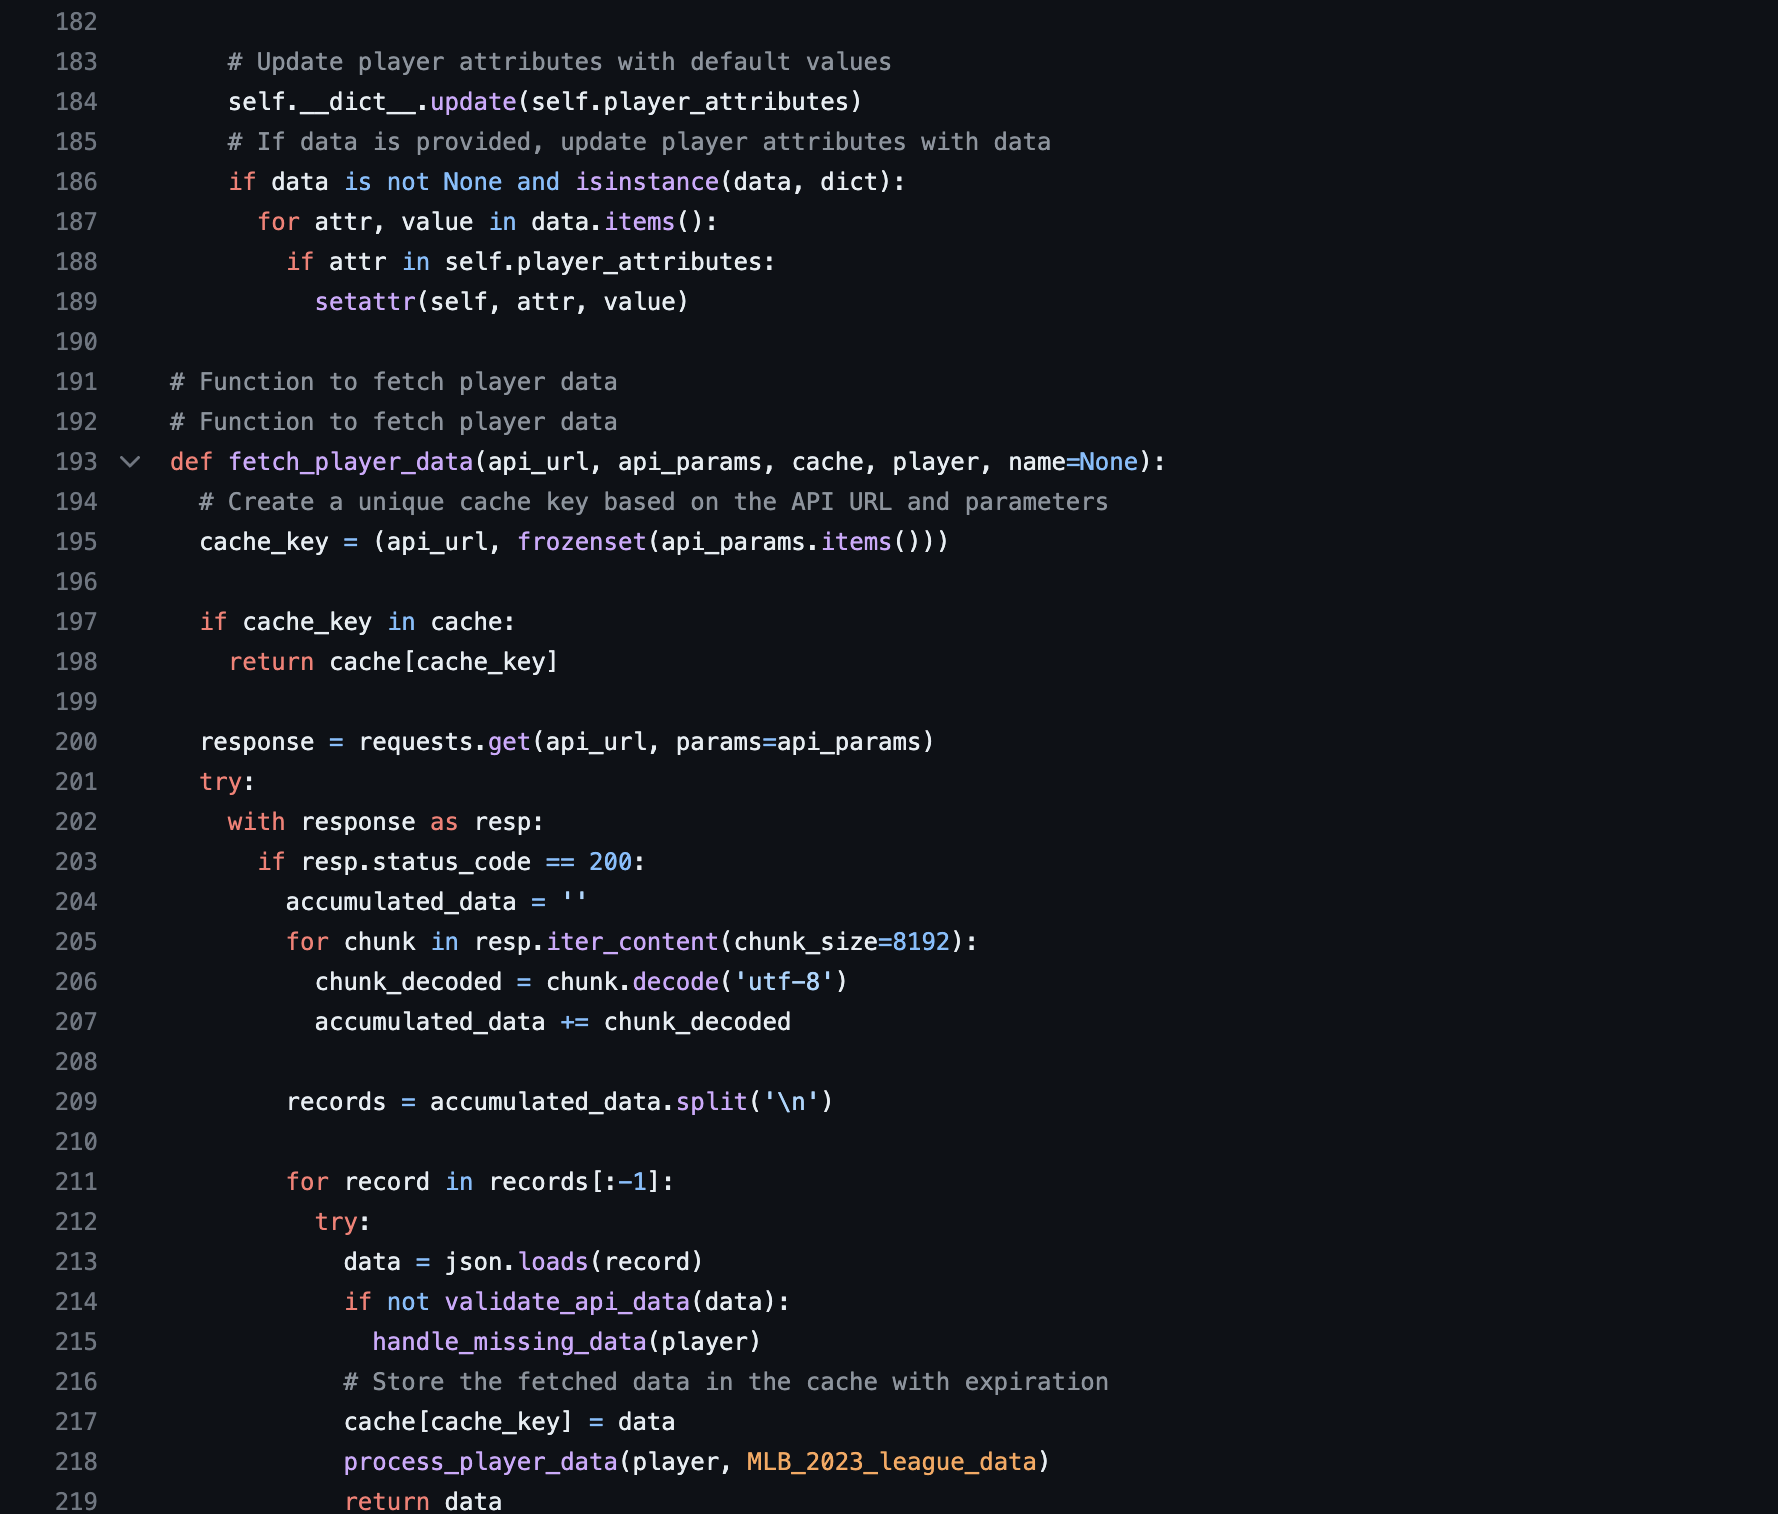 182
183 # Update player attributes with default values
184 self.__dict__.update(self.player_attributes)
185 # If data is provided, update player attributes with data
186 if data is not None and isinstance(data, dict):
187 for attr, value in data.items():
188 if attr in self.player_attributes:
189 setattr(self, attr, value)
190
191 # Function to fetch player data
192 # Function to fetch player data
193 def fetch_player_data(api_url, api_params, cache, player, name=None):
194 # Create a unique cache key based on the API URL and parameters
195 cache_key = (api_url, frozenset(api_params.items()))
196
197 if cache_key in cache:
198 return cache[cache_key]
199
200 response = requests.get(api_url, params=api_params)
201 try:
202 with response as resp:
203 if resp.status_code == 200:
204 accumulated_data = ''
205 for chunk in resp.iter_content(chunk_size=8192):
206 chunk_decoded = chunk.decode('utf-8')
207 accumulated_data += chunk_decoded
208
209 records = accumulated_data.split('\n')
210
211 for record in records[:-1]:
212 try:
213 data = json.loads(record)
214 if not validate_api_data(data):
215 handle_missing_data(player)
216 # Store the fetched data in the cache with expiration
217 cache[cache_key] = data
218 process_player_data(player, MLB_2023_league_data)
219 return data